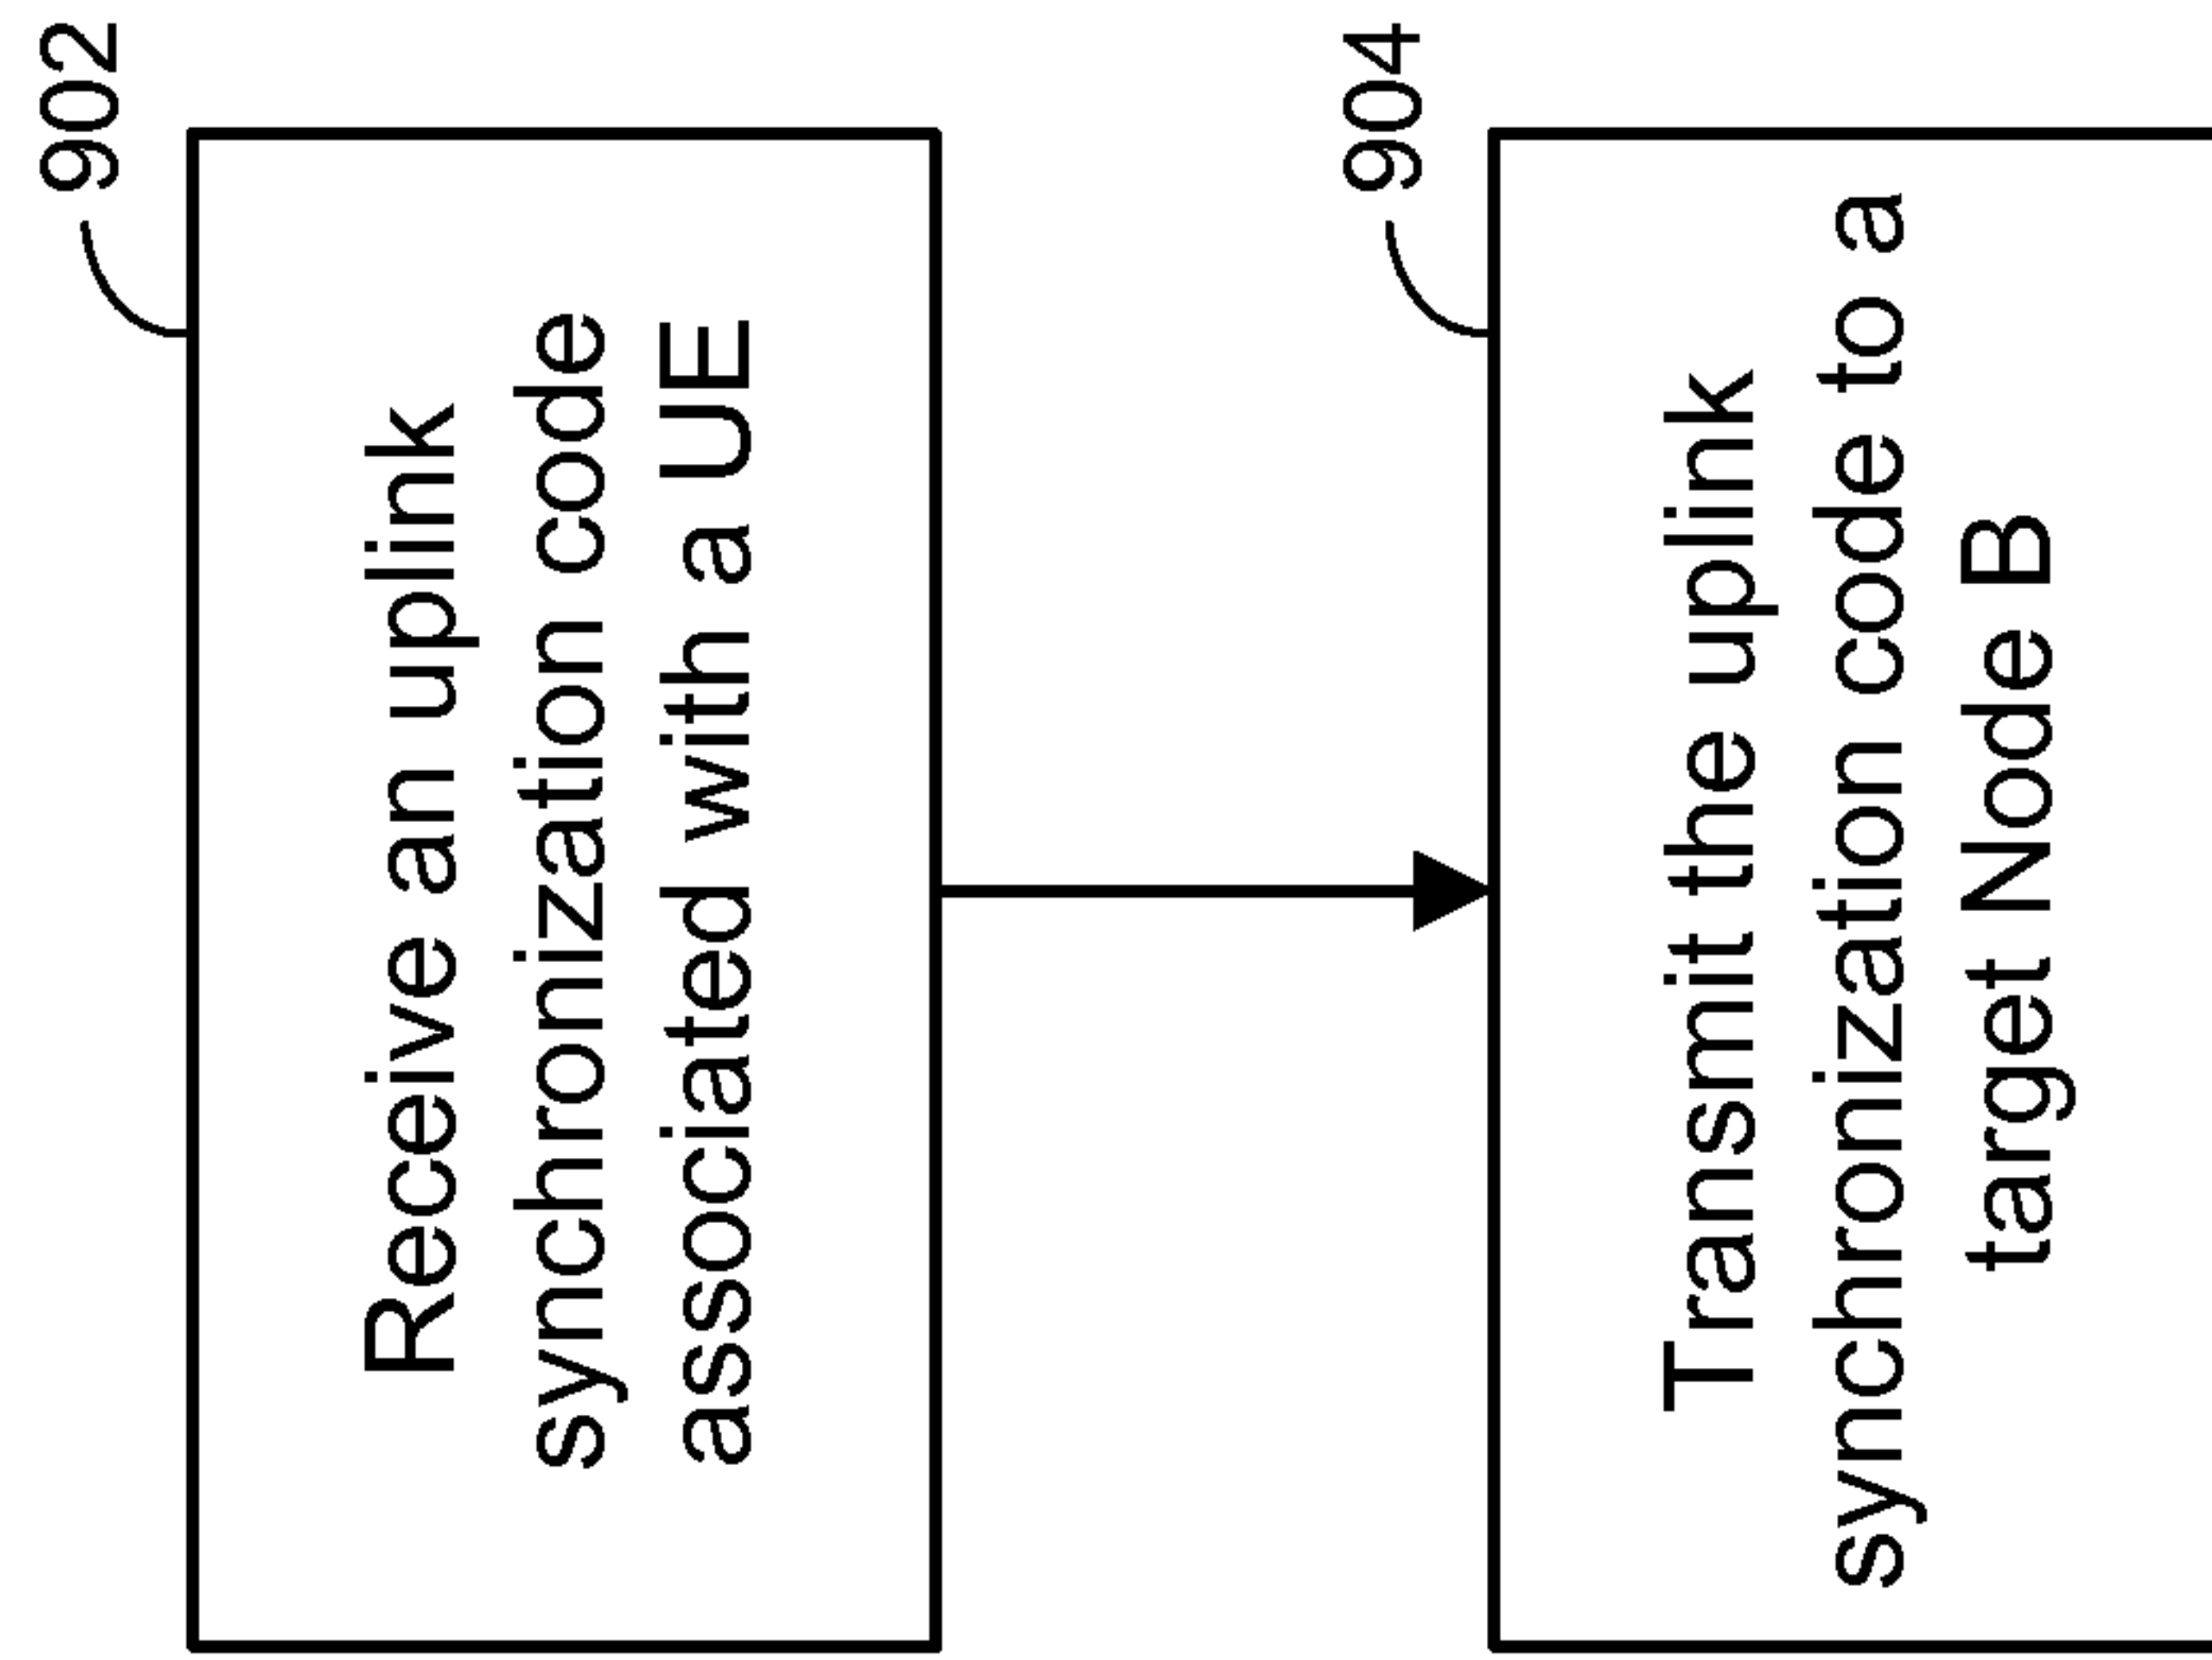 902
Receive an uplink
synchronization code
associated with a UE
904
Transmit the uplink
synchronization code to a
target Node B